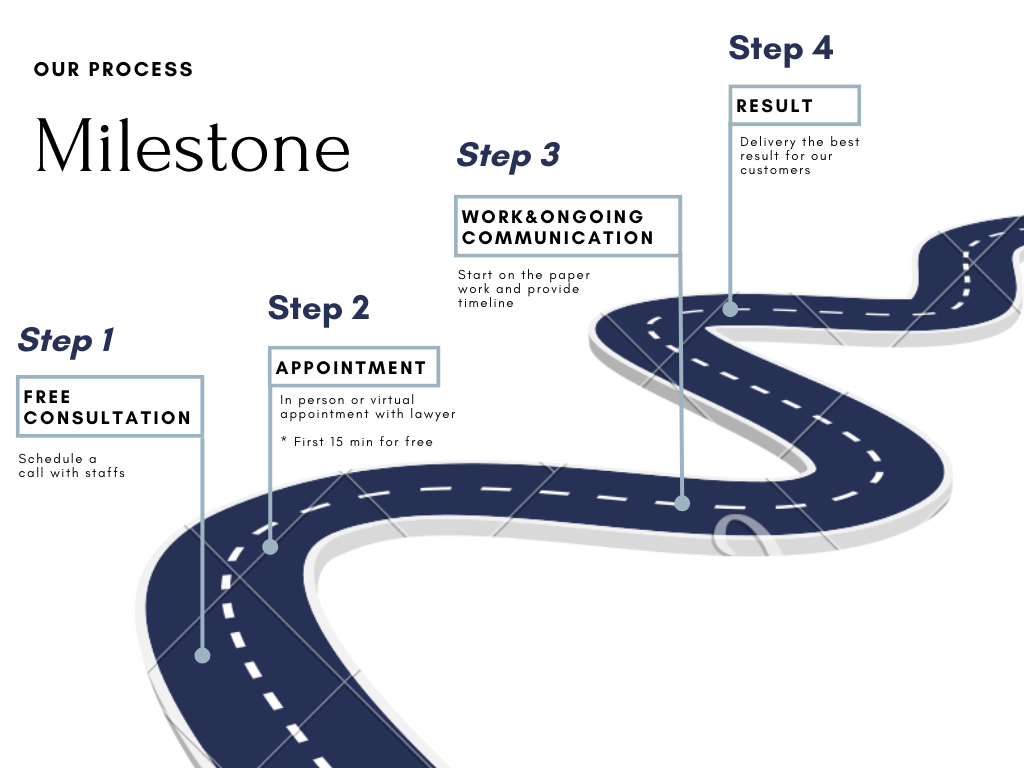 OUR PROCESS
Milestone
Step 1
FREE
CONSULTATION
Schedule a
call with staffs
Step 2
APPOINTMENT
In person or virtual
appointment with lawyer
* First 15 min for free
Step 3
WORK&ONGOING
COMMUNICATION
Start on the paper
work and provide
timeline
Step 4
RESULT
Delivery the best
result for our
customers